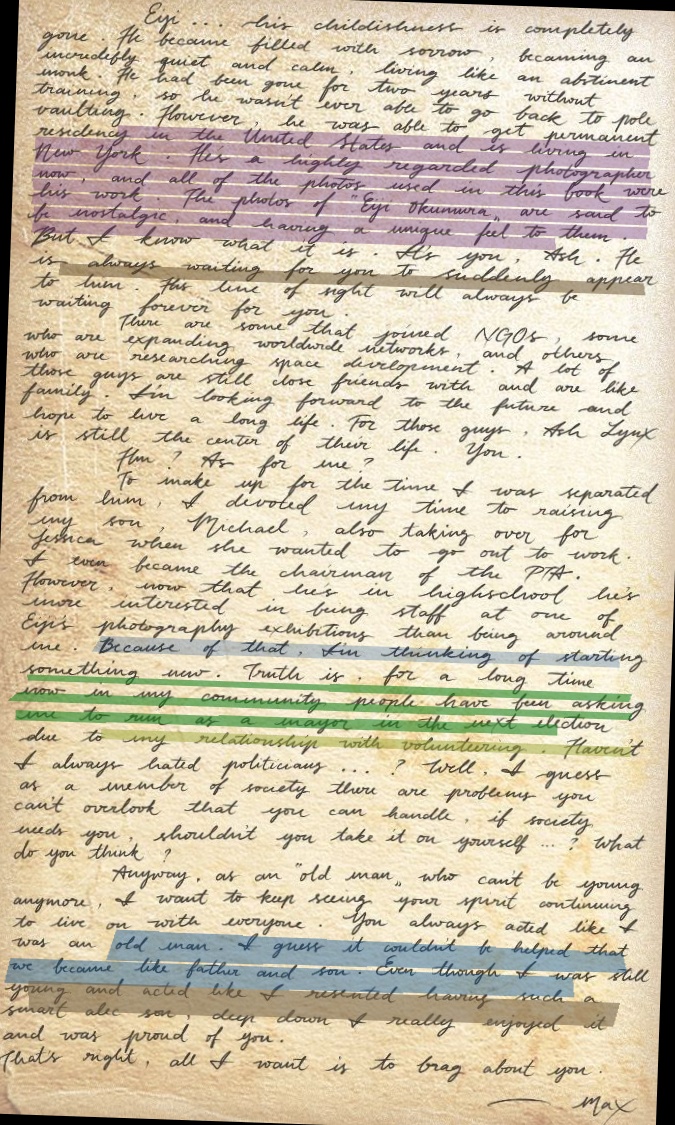 Eiji ... his childishness is completely
gone. He became filled with sorrow, becoming an
incredibly quiet and calm, living like an abstinent
monk. He had been gone for two years without
training, so he wasn't ever able to go back to pole
vaulting. However, he was able to get permanent
residency in the United States and is living in
New York. He's a highly regarded photographer
now, and all of the photos used in this book were
his work. The photos of "Eiji Okumura" are said to
be nostalgic, and having a unique feel to them.
But I know what it is. It's you, Ash. He
is always waiting for you to suddenly appear
to him. His line of sight will always be
waiting forever for you.
There are some that joined NGOs, some
who are expanding worldwide networks, and others
who are researching space development. A lot of
those guys are still close friends with and are like
family. I'm looking forward to the future and
hope to live a long life. For those guys, Ash Lynx
is still the center of their life. You.
Hm? As for me?
To make up for the time I was separated
from him, I devoted my time to raising
my son, Michael, also taking over for
Jessica when she wanted to go out to work.
I even became the chairman of the PTA.
However, now that he's in highschool he's
more interested in being staff at one of
Eiji's photography exhibitions than being around
me. Because of that, I'm thinking of starting
something new. Truth is, for a long time
now in my community people have been asking
me to run as a mayor in the next election
due to my relationship with volunteering. Haven't
I always hated politicians ...? Well, I guess
as a member of society there are problems you
can't overlook that you can handle, if society
needs you, shouldn't you take it on yourself ...? What
do you think?
Anyway, as an "old man" who can't be young
anymore, I want to keep seeing your spirit continuing
to live on with everyone. You always acted like I
was an old man. I guess it couldn't be helped that
we became like father and son. Even though I was still
young and acted like I resented having such a
smart alec son, deep down I really enjoyed it
and was proud of you.
That's right, all I want is to brag about you.
— Max